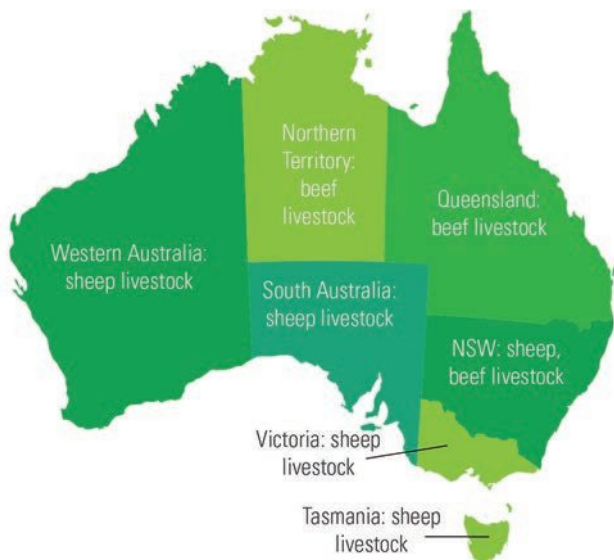 Northern
Territory:
beef
livestock
Queensland:
beef livestock
Western Australia:
sheep livestock
South Australia:
sheep livestock
NSW: sheep,
beef livestock
Victoria: sheep
livestock
Tasmania: sheep
livestock